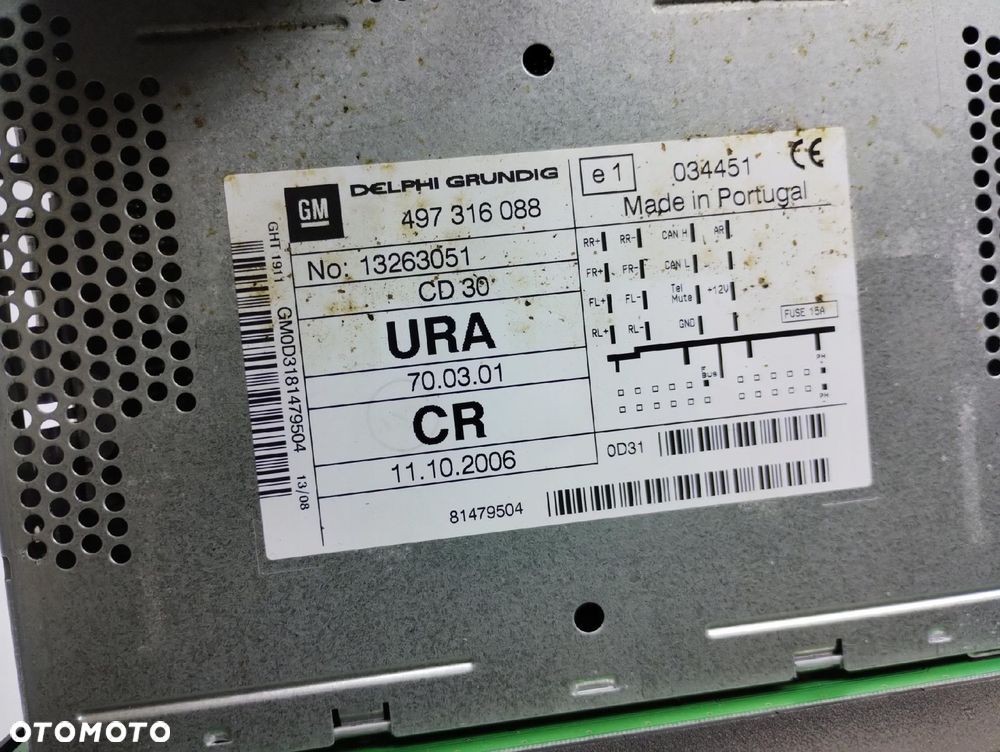 GM
DELPHI GRUNDIG
497 316 088
e 1
034451
CE
Made in Portugal
No: 13263051
CD 30
URA
70.03.01
CR
11.10.2006
GM0D3181479504
13/08
RR+ RR- CAN H AR
FR+ FR- CAN L
FL+ FL- Tel Mute +12V
RL+ RL- GND
FUSE 15A
0D31
81479504
OTOMOTO